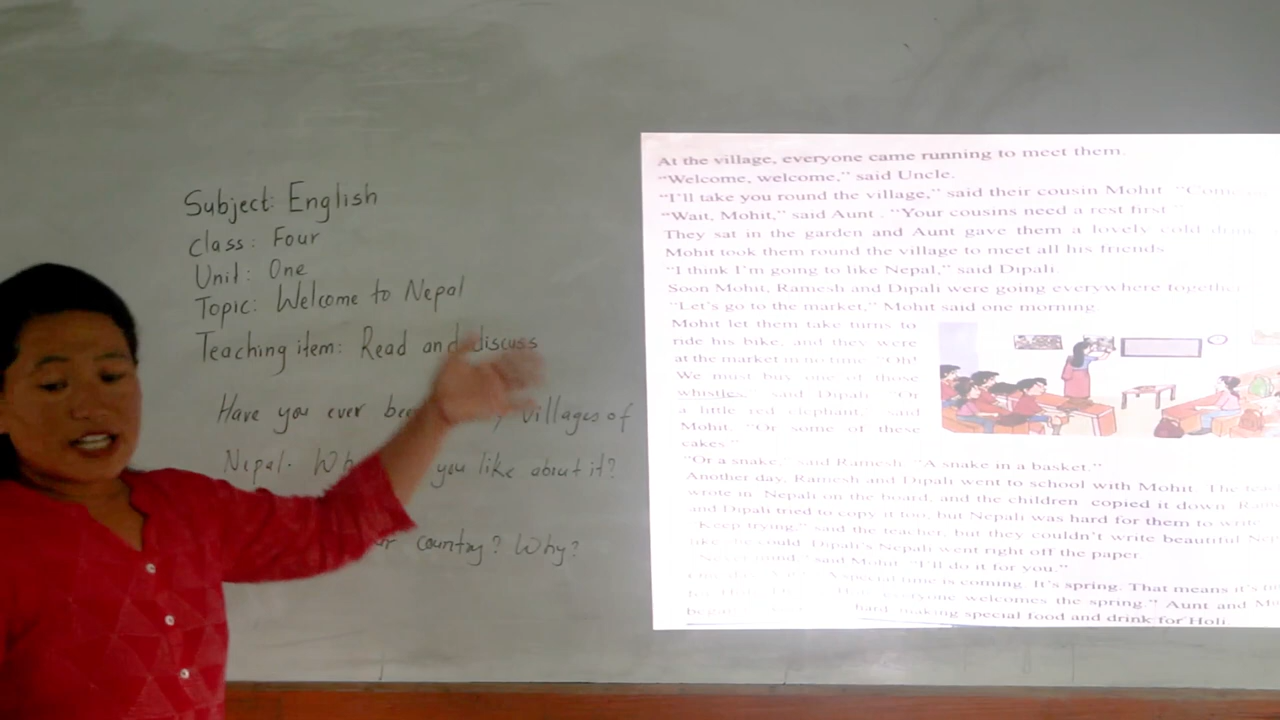 Subject: English
Class: Four
Unit: One
Topic: Welcome to Nepal
Teaching item: Read and discuss
Have you ever villages of
Nepal. you like about it?
country? Why?
At the village, everyone came running to meet them.
"Welcome, welcome," said Uncle.
"I'll take you round the village," said their cousin Mohit. "Come
"Wait, Mohit," said Aunt . "Your cousins need a rest first."
They sat in the garden and Aunt gave them a lovely cold drink
Mohit took them round the village to meet all his friends.
"I think I'm going to like Nepal," said Dipali.
Soon Mohit, Ramesh and Dipali were going everywhere together
"Let's go to the market," Mohit said one morning.
Mohit let them take turns to
ride his bike, and they were
at the market in no time. "Oh!
We must buy one of those
whistles," said Dipali. "Or
a little red elephant," said
Mohit. "Or some of these
cakes."
"Or a snake," said Ramesh. "A snake in a basket."
Another day, Ramesh and Dipali went to school with Mohit. The
wrote in Nepali on the board, and the children copied it down.
and Dipali tried to copy it too, but Nepali was hard for them to write.
"Keep trying," said the teacher, but they couldn't write beautiful
like he could. Dipali's Nepali went right off the paper.
"Never mind," said Mohit. "I'll do it for you."
special time is coming. It's spring. That means it's
everyone welcomes the spring." Aunt and
began hard making special food and drink for Holi.